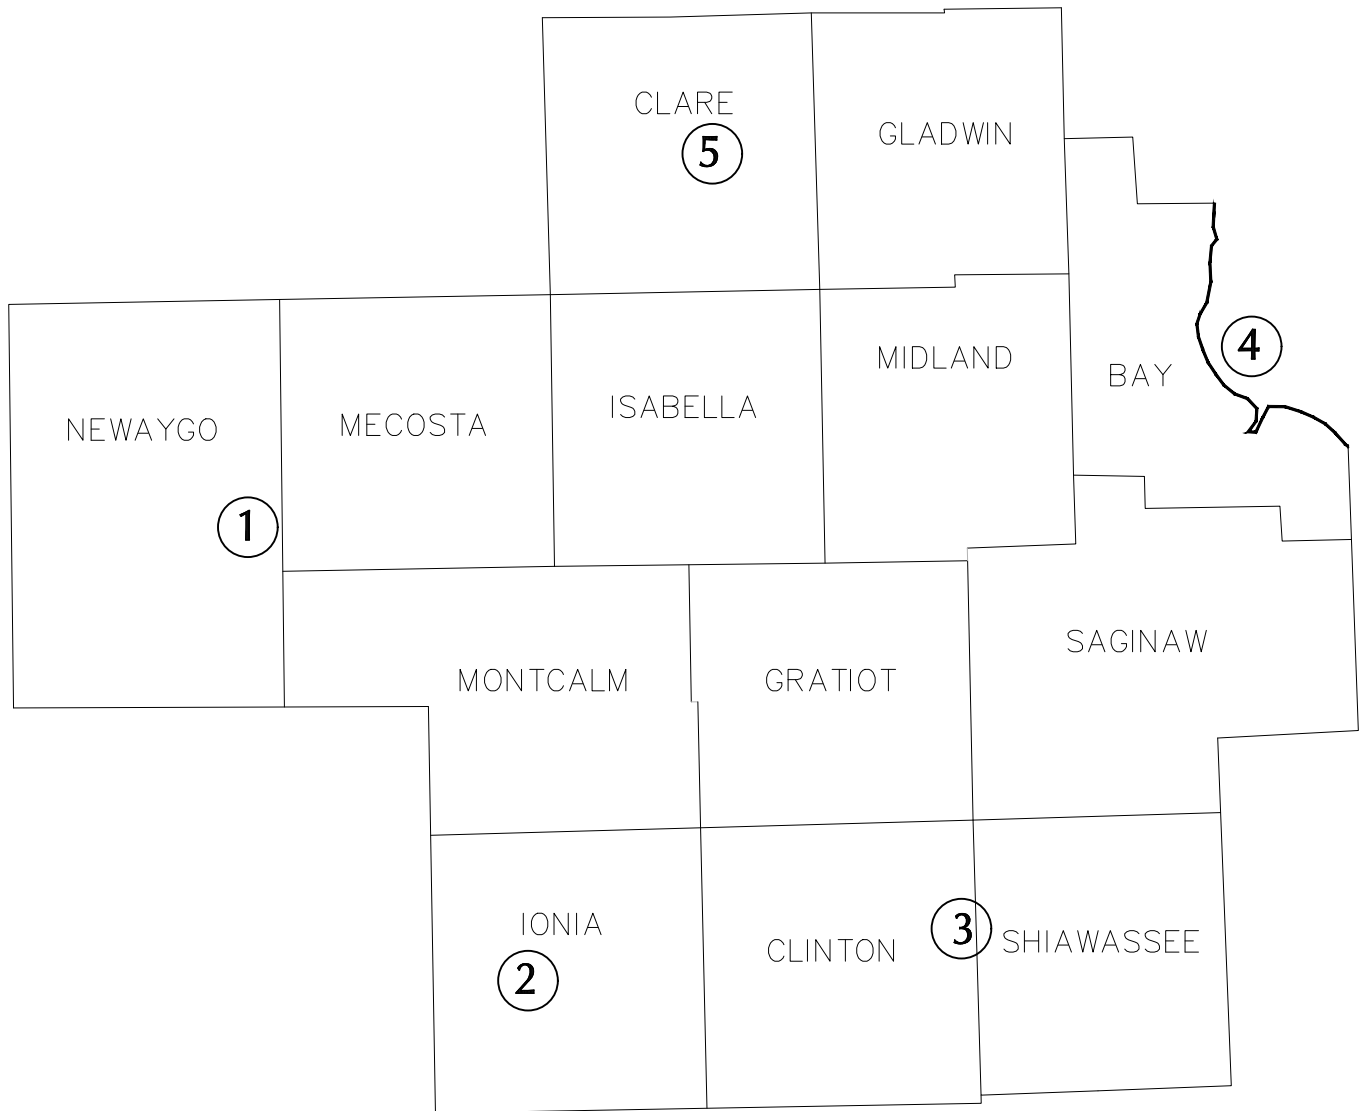 CLARE
5
GLADWIN
4
MIDLAND
BAY
NEWAYGO
MECOSTA
ISABELLA
1
SAGINAW
MONTCALM
GRATIOT
IONIA
3
SHIAWASSEE
CLINTON
2